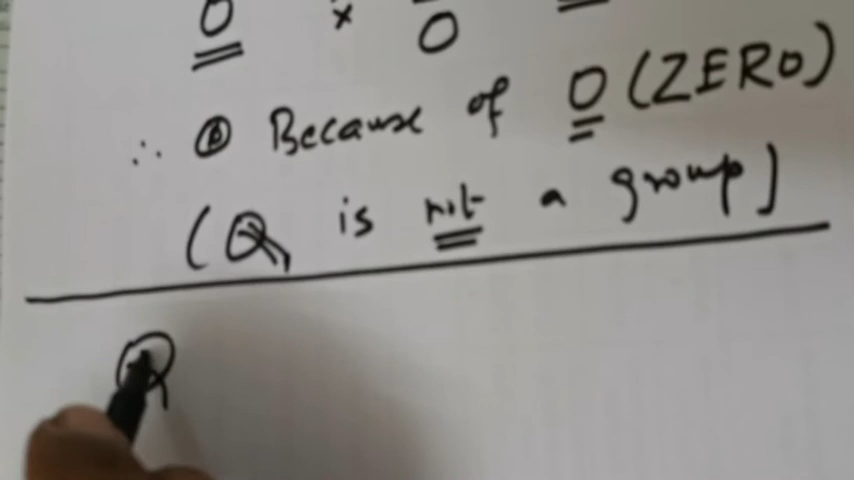 0 × 0
∴ Because of 0 (ZERO)
(Q is not a group)
Q